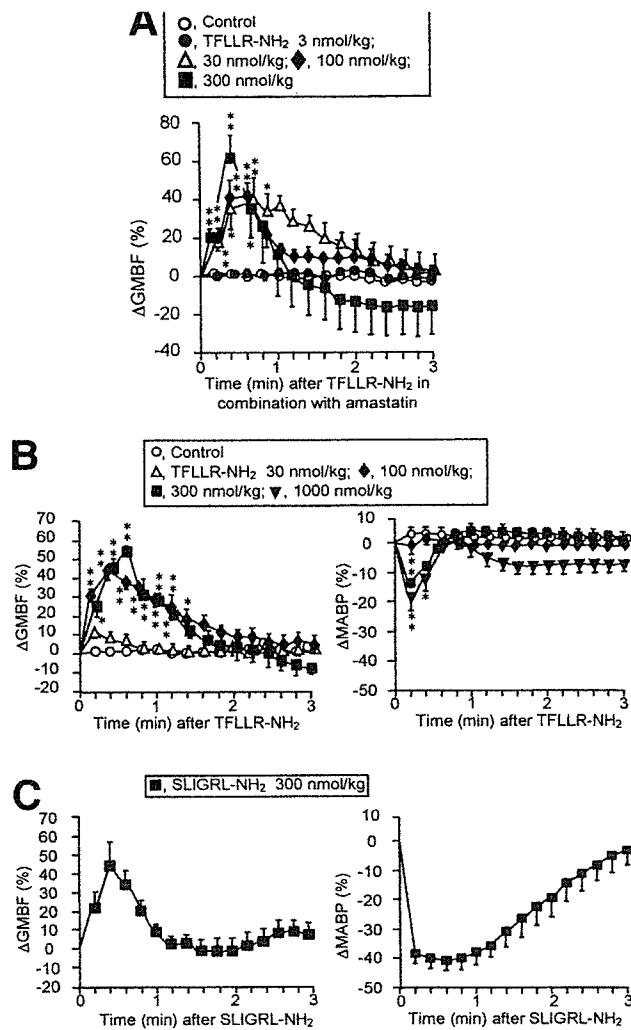 A
○, Control
●, TFLLR-NH2 3 nmol/kg;
△, 30 nmol/kg; ◆, 100 nmol/kg;
■, 300 nmol/kg
80
60
40
20
0
-20
-40
ΔGMBF (%)
* * * * * * * * * * * *
0 1 2 3
Time (min) after TFLLR-NH2 in
combination with amastatin
B
○, Control
△, TFLLR-NH2 30 nmol/kg; ◆, 100 nmol/kg;
■, 300 nmol/kg; ▼, 1000 nmol/kg
70
60
50
40
30
20
10
0
-10
-20
ΔGMBF (%)
0 1 2 3
Time (min) after TFLLR-NH2
10
0
-10
-20
-30
-40
-50
ΔMABP (%)
0 1 2 3
Time (min) after TFLLR-NH2
C
■, SLIGRL-NH2 300 nmol/kg
70
60
50
40
30
20
10
0
-10
-20
ΔGMBF (%)
0 1 2 3
Time (min) after SLIGRL-NH2
10
0
-10
-20
-30
-40
-50
ΔMABP (%)
0 1 2 3
Time (min) after SLIGRL-NH2